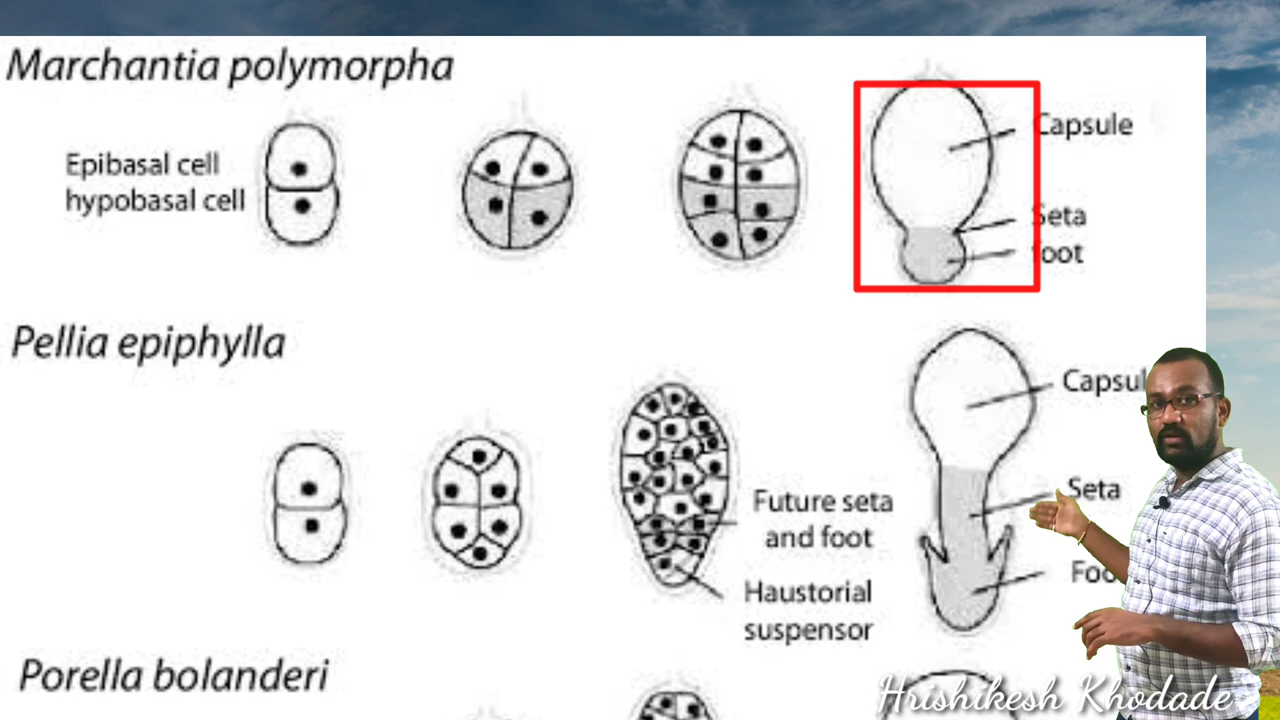 Marchantia polymorpha
Epibasal cell
hypobasal cell
Capsule
Seta
foot
Pellia epiphylla
Capsul
Seta
Foo
Future seta
and foot
Haustorial
suspensor
Porella bolanderi
Hrishikesh Khodade